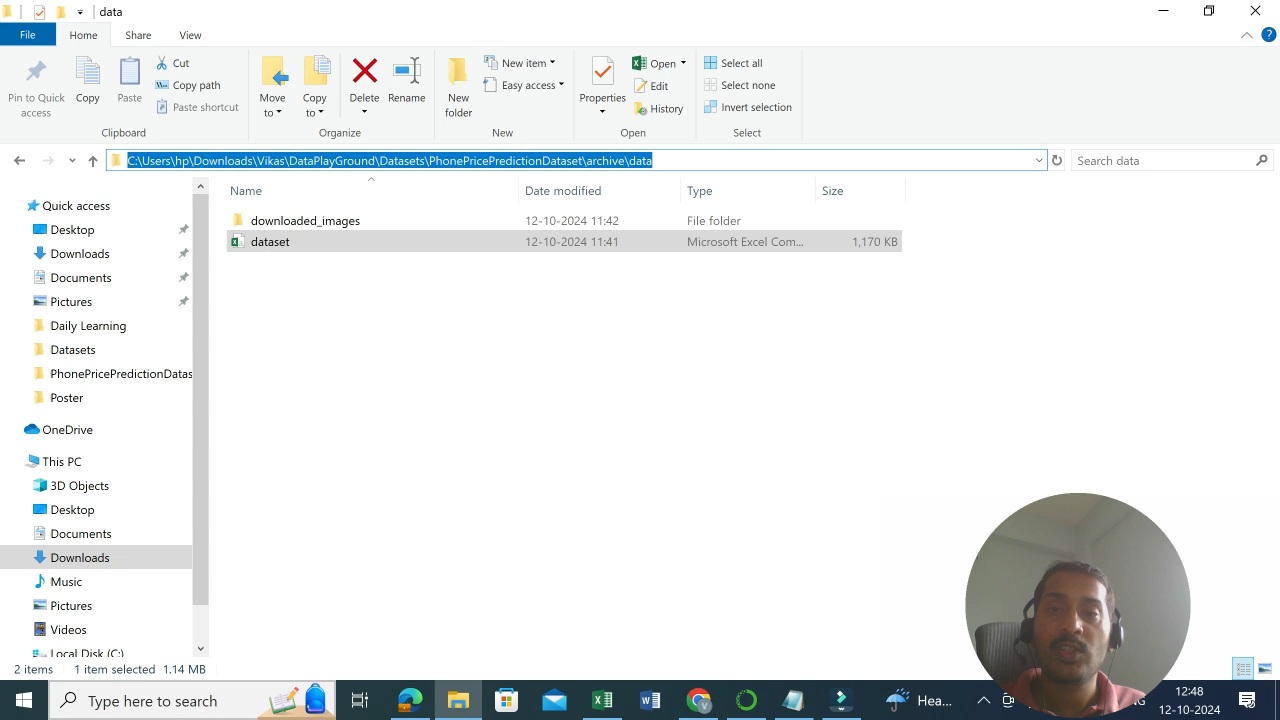 data
File Home Share View
Pin to Quick access
Copy
Paste
Cut
Copy path
Paste shortcut
Clipboard
Move to
Copy to
Delete
Rename
Organize
New folder
New item
Easy access
New
Properties
Open
Edit
History
Open
Select all
Select none
Invert selection
Select
C:\Users\hp\Downloads\Vikas\DataPlayGround\Datasets\PhonePricePredictionDataset\archive\data
Search data
Name Date modified Type Size
downloaded_images 12-10-2024 11:42 File folder
dataset 12-10-2024 11:41 Microsoft Excel Com... 1,170 KB
Quick access
Desktop
Downloads
Documents
Pictures
Daily Learning
Datasets
PhonePricePredictionDatas
Poster
OneDrive
This PC
3D Objects
Desktop
Documents
Downloads
Music
Pictures
Videos
Local Disk (C:)
2 items 1 item selected 1.14 MB
Type here to search
Hea...
12:48
12-10-2024